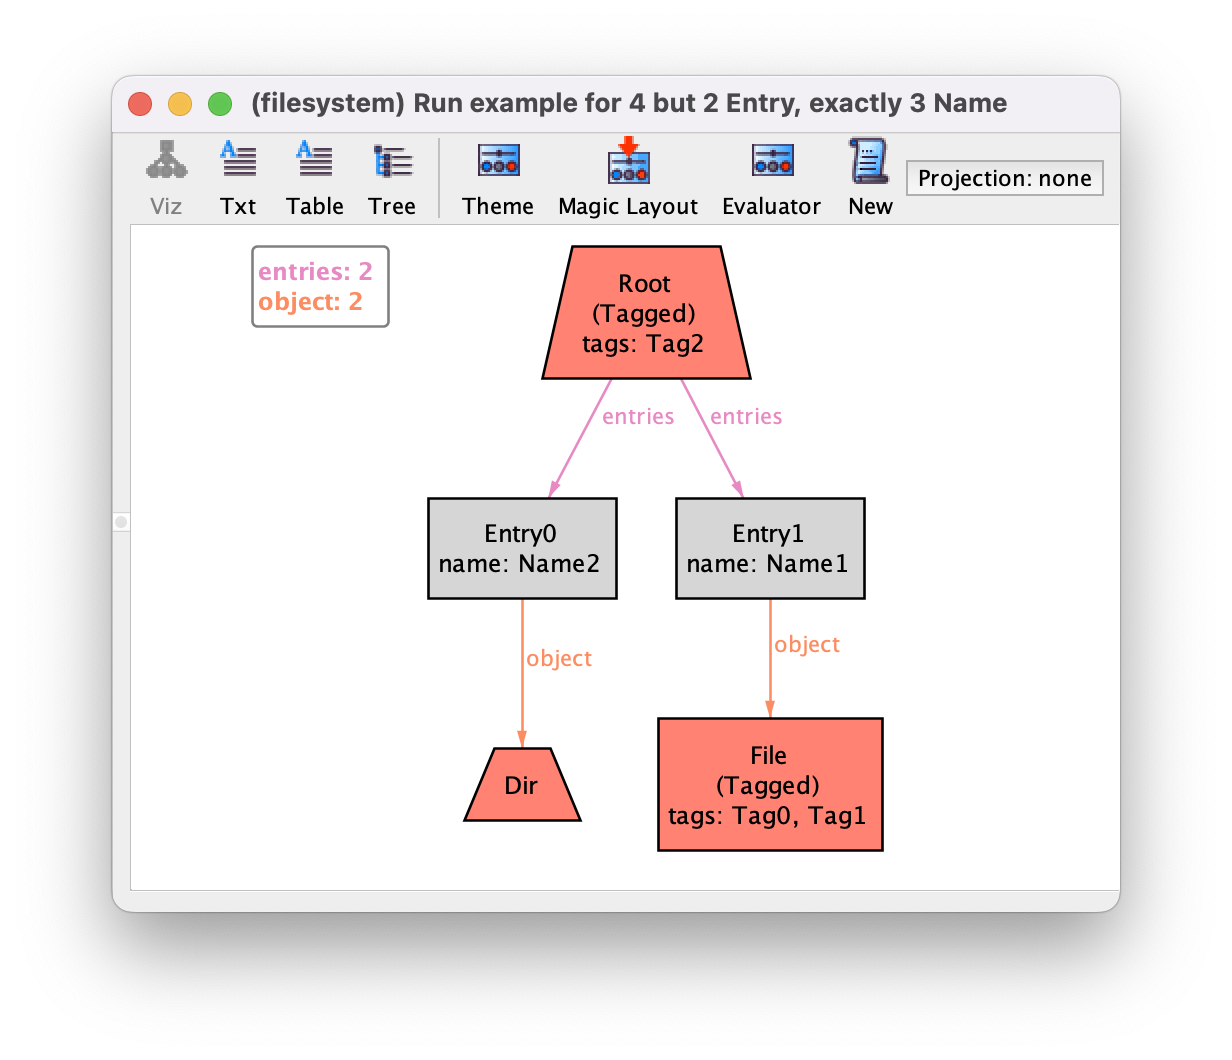 (filesystem) Run example for 4 but 2 Entry, exactly 3 Name
Viz Txt Table Tree Theme Magic Layout Evaluator New Projection: none
entries: 2
object: 2
Root
(Tagged)
tags: Tag2
entries entries
Entry0
name: Name2
Entry1
name: Name1
object
object
Dir
File
(Tagged)
tags: Tag0, Tag1